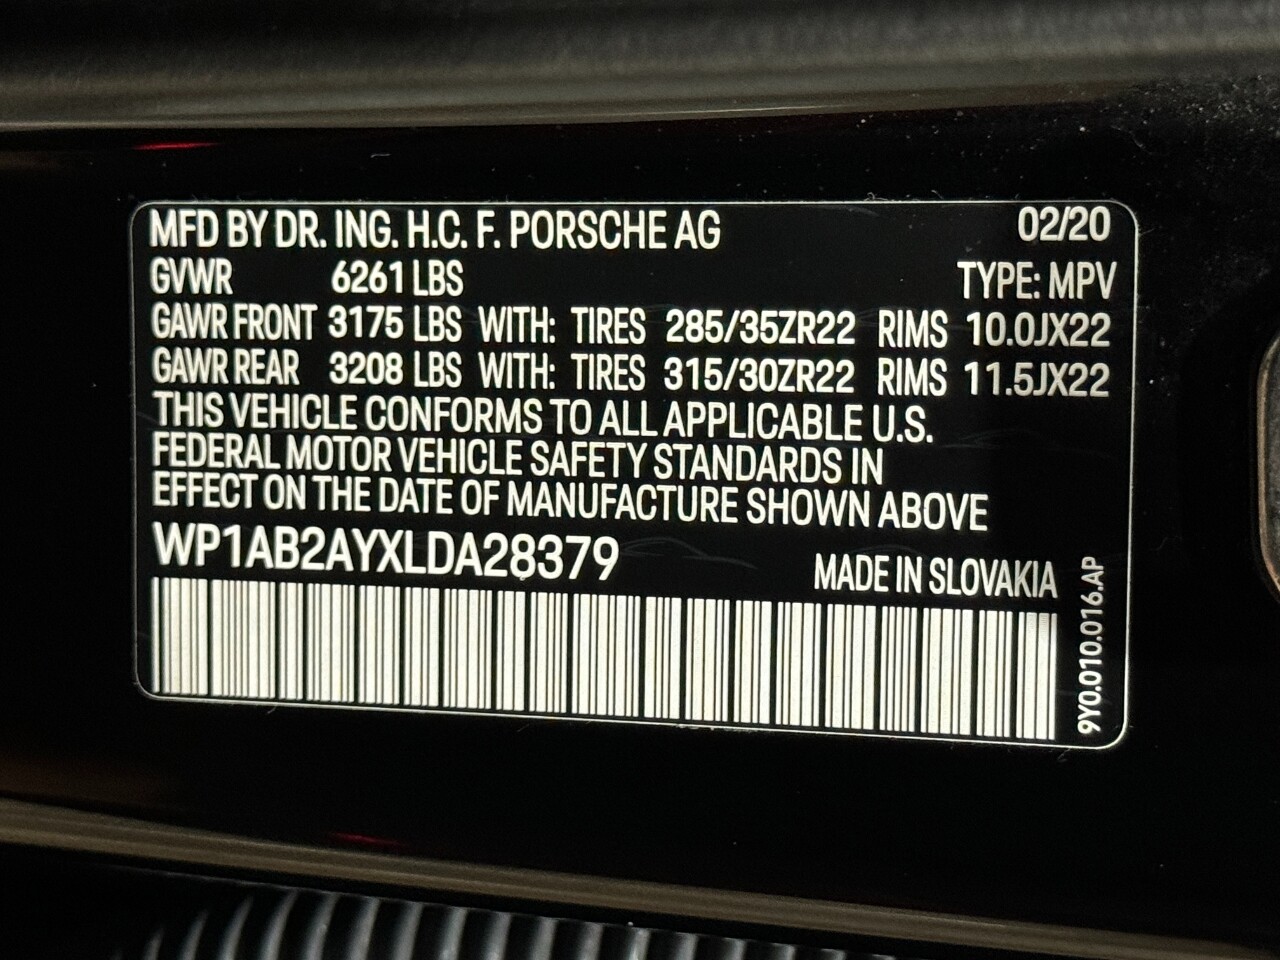 MFD BY DR. ING. H.C. F. PORSCHE AG 02/20
GVWR 6261 LBS TYPE: MPV
GAWR FRONT 3175 LBS WITH: TIRES 285/35ZR22 RIMS 10.0JX22
GAWR REAR 3208 LBS WITH: TIRES 315/30ZR22 RIMS 11.5JX22
THIS VEHICLE CONFORMS TO ALL APPLICABLE U.S.
FEDERAL MOTOR VEHICLE SAFETY STANDARDS IN
EFFECT ON THE DATE OF MANUFACTURE SHOWN ABOVE
WP1AB2AYXLDA28379
MADE IN SLOVAKIA
9Y0.010.016.AP